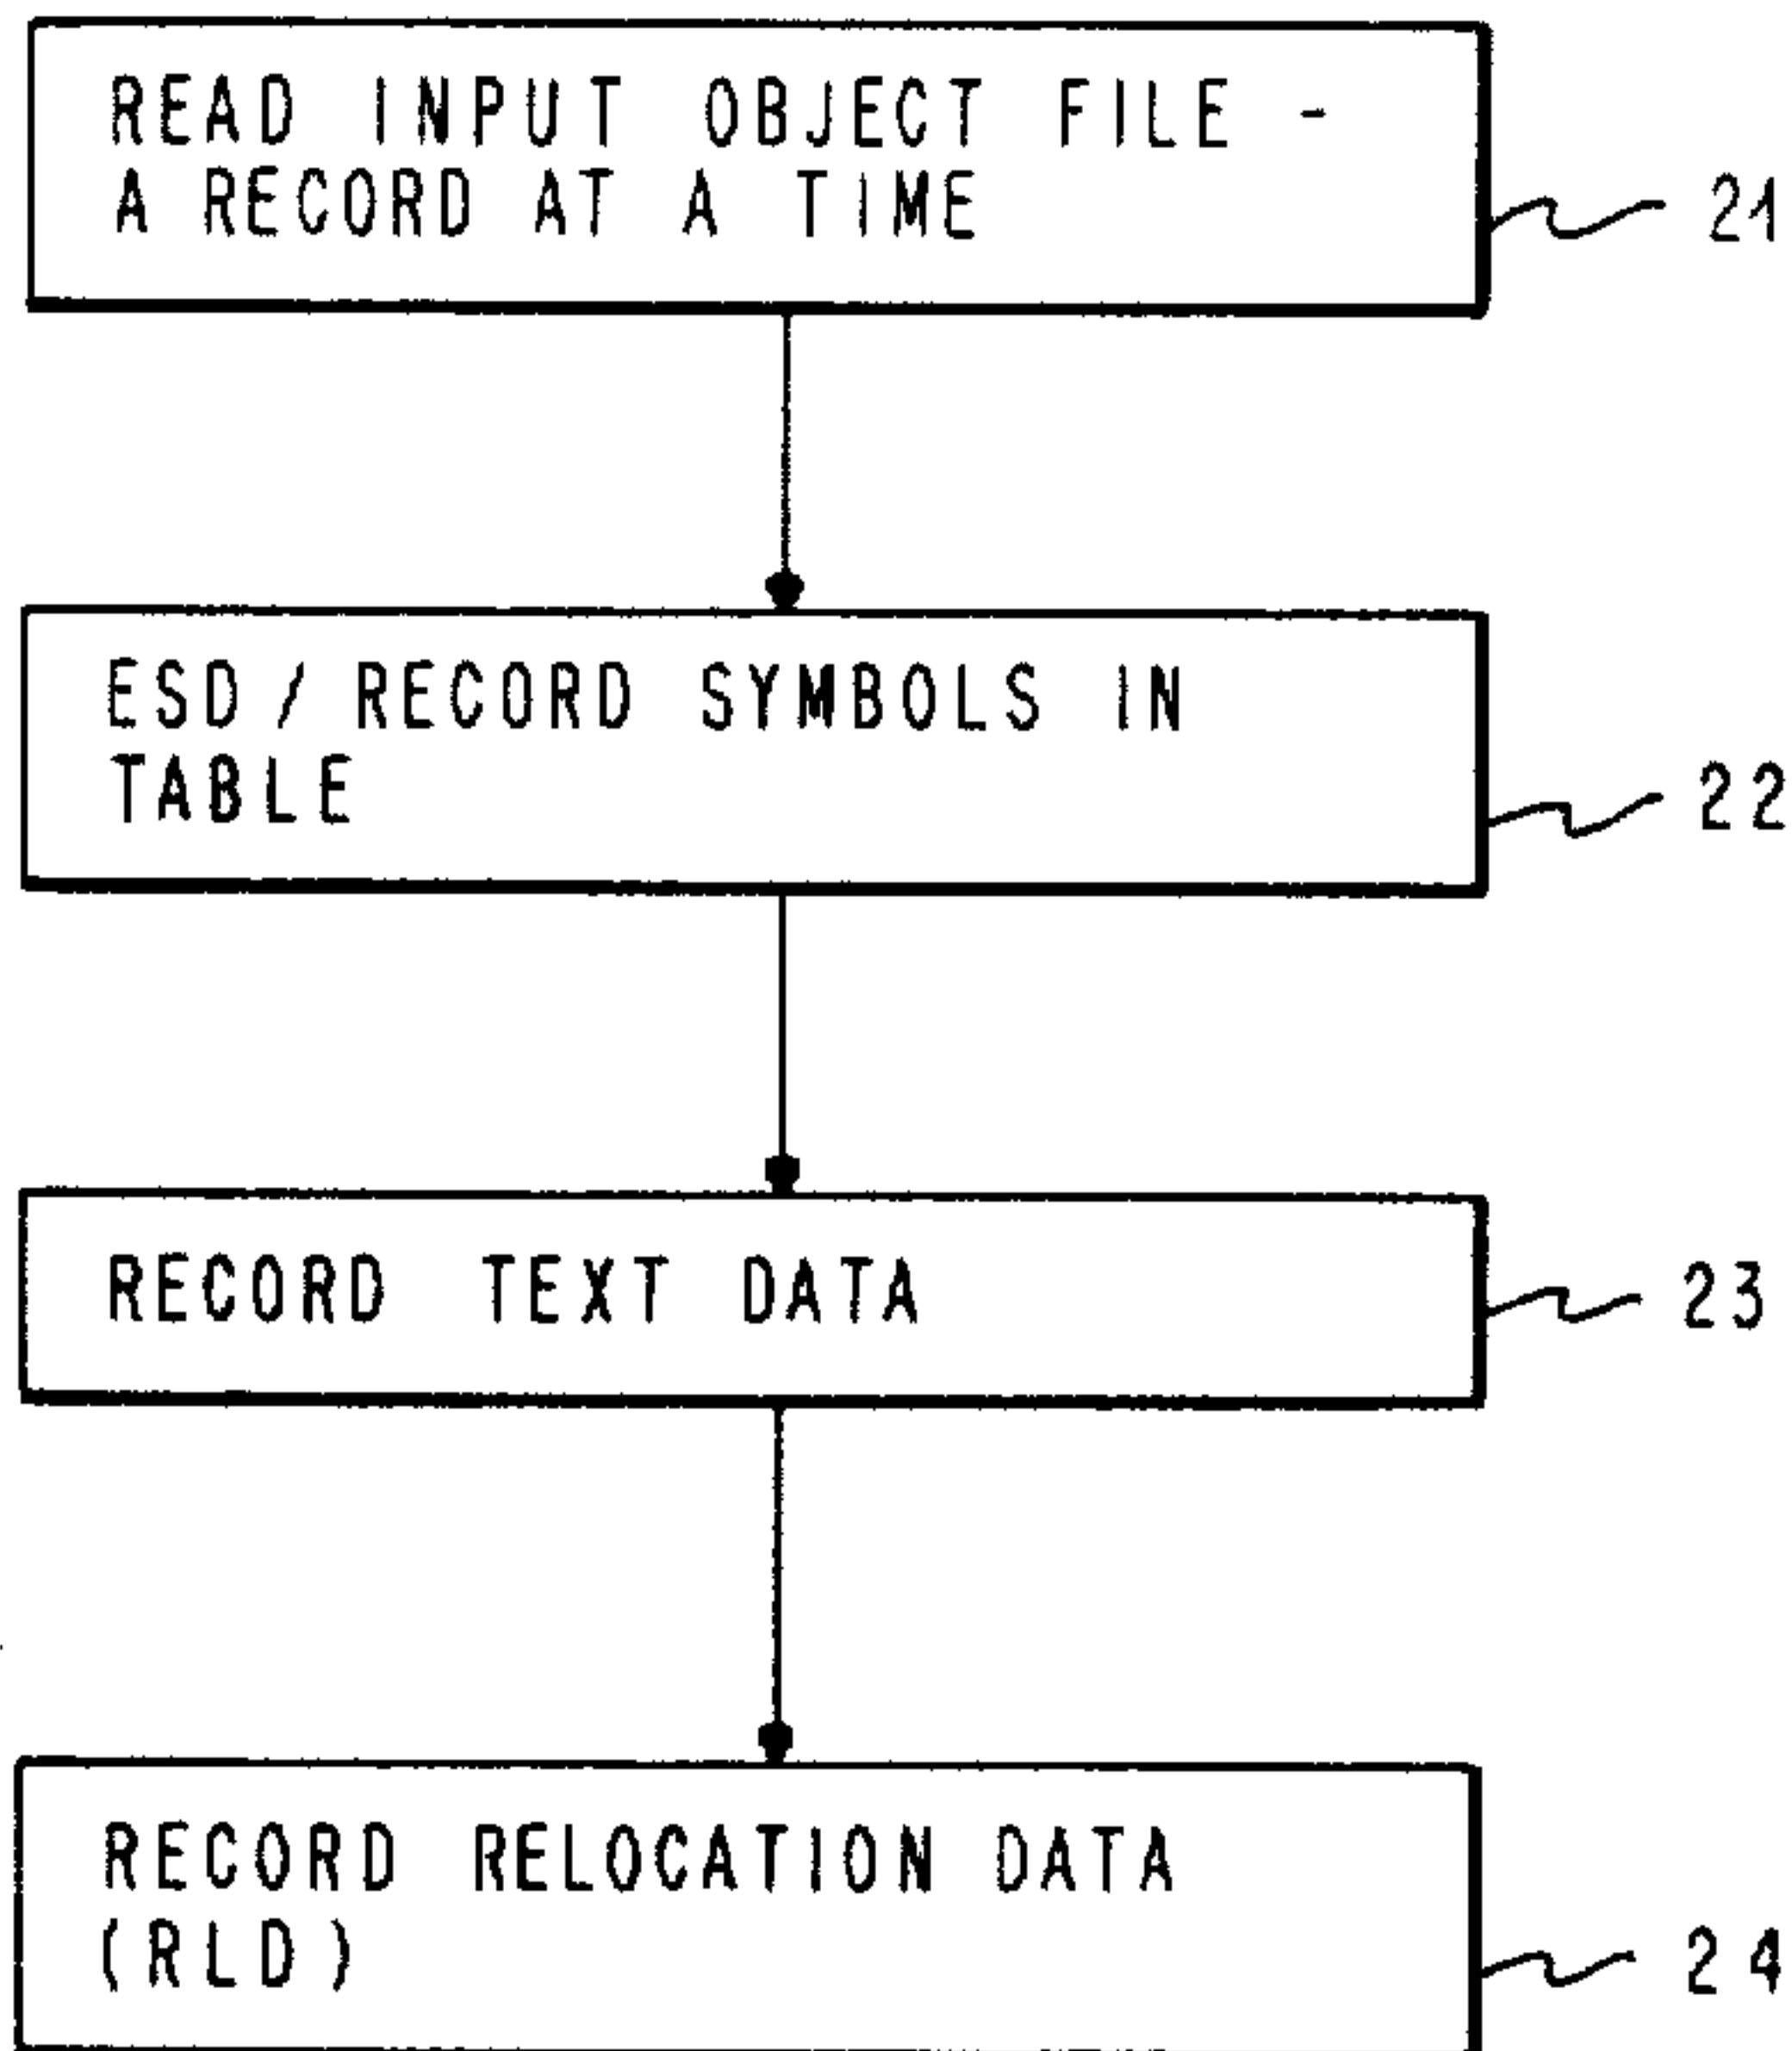 READ INPUT OBJECT FILE -
A RECORD AT A TIME
21
ESD/RECORD SYMBOLS IN
TABLE
22
RECORD TEXT DATA
23
RECORD RELOCATION DATA
(RLD)
24